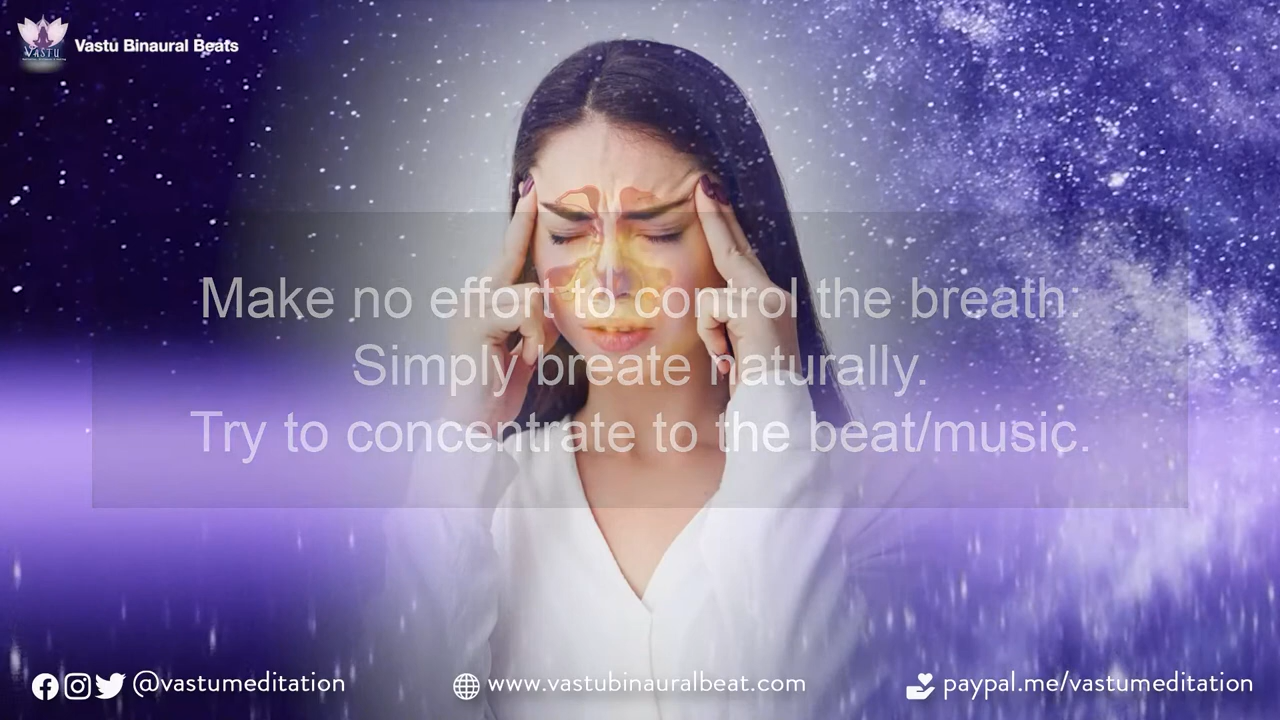 VASTU
Vastu Binaural Beats
Make no effort to control the breath.
Simply breate naturally.
Try to concentrate to the beat/music.
@vastumeditation
www.vastubinauralbeat.com
paypal.me/vastumeditation